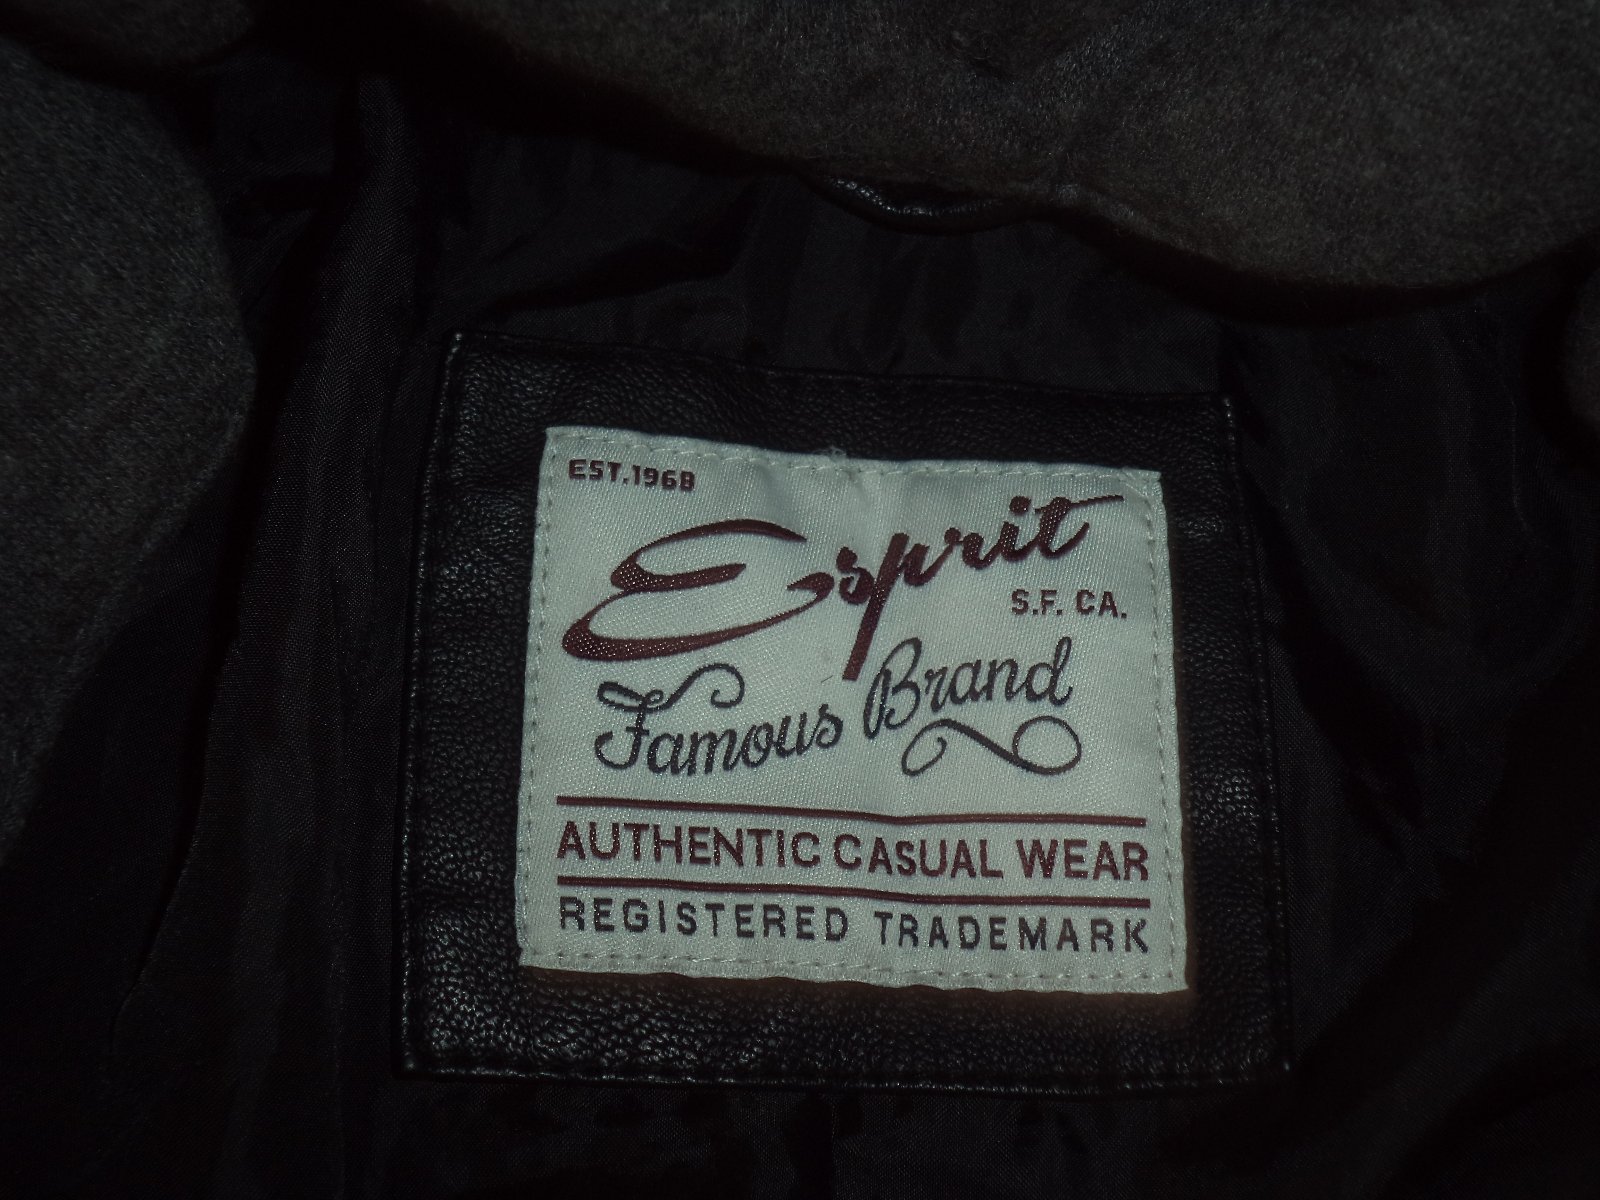 EST.1968
Esprit
S.F. CA.
Famous Brand
AUTHENTIC CASUAL WEAR
REGISTERED TRADEMARK